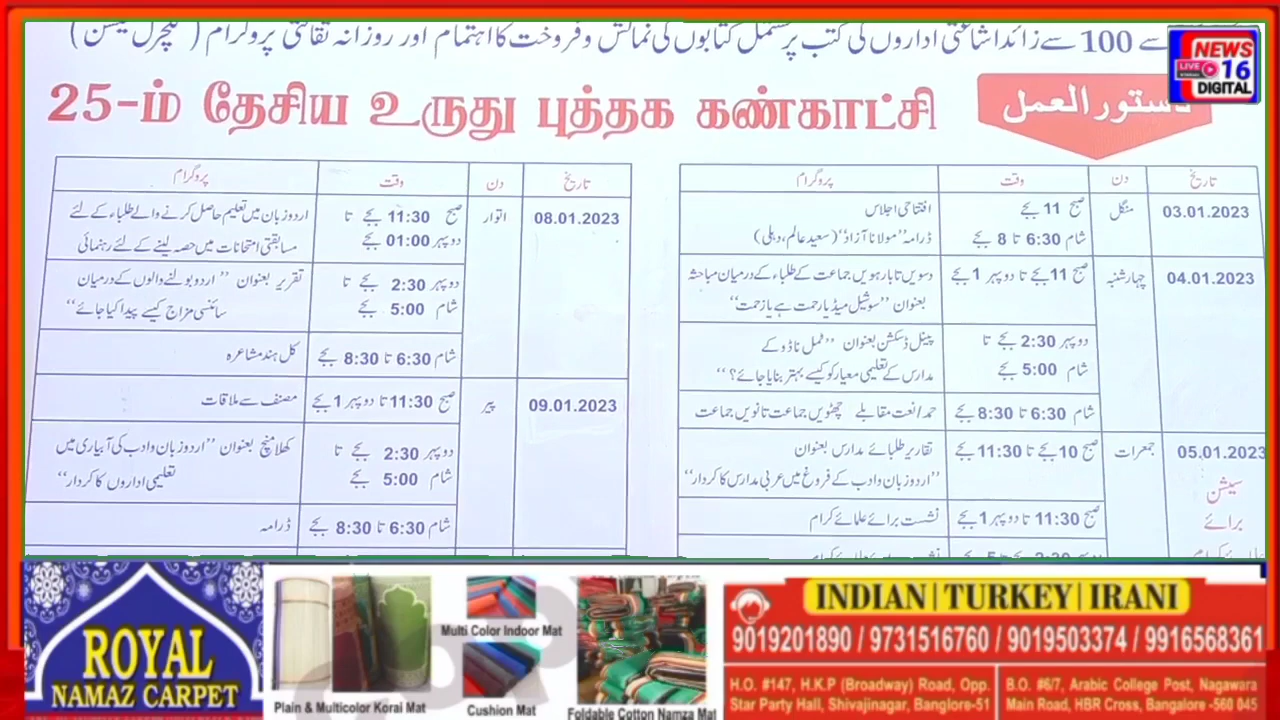 سے 100 سے زائد اشاعتی اداروں کی کتب پر مشتمل کتابوں کی نمائش و فروخت کا اہتمام اور روزانہ ثقافتی پروگرام ( کلچرل سیشن )
NEWS
LIVE
16
DIGITAL
25-ம் தேசிய உருது புத்தக கண்காட்சி
دستور العمل
تاریخ دن وقت پروگرام
03.01.2023 منگل صبح 11 بجے افتتاحی اجلاس
شام 6:30 تا 8 بجے ڈرامہ ”مولانا آزاد“ (سعید عالم، دہلی)
04.01.2023 چہارشنبہ صبح 11 بجے تا دوپہر 1 بجے دسویں تا بارہویں جماعت کے طلباء کے درمیان مباحثہ
بعنوان ”سوشیل میڈیا رحمت ہے یا زحمت“
دوپہر 2:30 بجے تا پینل ڈسکشن بعنوان ”ٹمل ناڈو کے
شام 5:00 بجے مدارس کے تعلیمی معیار کو کیسے بہتر بنایا جائے؟“
شام 6:30 تا 8:30 بجے حمد/نعت مقابلے چھٹویں جماعت تا نویں جماعت
05.01.2023 جمعرات صبح 10 بجے تا 11:30 بجے تقاریر طلبائے مدارس بعنوان
سیشن ”اردو زبان و ادب کے فروغ میں عربی مدارس کا کردار“
برائے صبح 11:30 تا دوپہر 1 بجے نشست برائے علمائے کرام
علمائے کرام
تاریخ دن وقت پروگرام
08.01.2023 اتوار صبح 11:30 بجے تا اردو زبان میں تعلیم حاصل کرنے والے طلباء کے لئے
دوپہر 01:00 بجے مسابقتی امتحانات میں حصہ لینے کے لئے رہنمائی
دوپہر 2:30 بجے تا تقریر بعنوان ”اردو بولنے والوں کے درمیان
شام 5:00 بجے سائنسی مزاج کیسے پیدا کیا جائے“
شام 6:30 تا 8:30 بجے کل ہند مشاعرہ
09.01.2023 پیر صبح 11:30 تا دوپہر 1 بجے مصنف سے ملاقات
دوپہر 2:30 بجے تا کھلا منچ بعنوان ”اردو زبان و ادب کی آبیاری میں
شام 5:00 بجے تعلیمی اداروں کا کردار“
شام 6:30 تا 8:30 بجے ڈرامہ
ROYAL
NAMAZ CARPET
Plain & Multicolor Korai Mat
Multi Color Indoor Mat
Cushion Mat
Foldable Cotton Namza Mat
INDIAN | TURKEY | IRANI
9019201890 / 9731516760 / 9019503374 / 9916568361
H.O. #147, H.K.P (Broadway) Road, Opp.
Star Party Hall, Shivajinagar, Banglore-51
B.O. #6/7, Arabic College Post, Nagawara
Main Road, HBR Cross, Bangalore -560 045